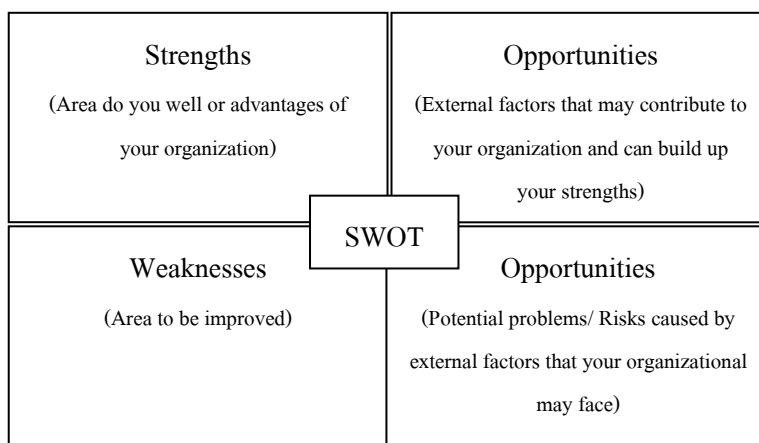 Strengths
(Area do you well or advantages of
your organization)
Opportunities
(External factors that may contribute to
your organization and can build up
your strengths)
SWOT
Weaknesses
(Area to be improved)
Opportunities
(Potential problems/ Risks caused by
external factors that your organizational
may face)